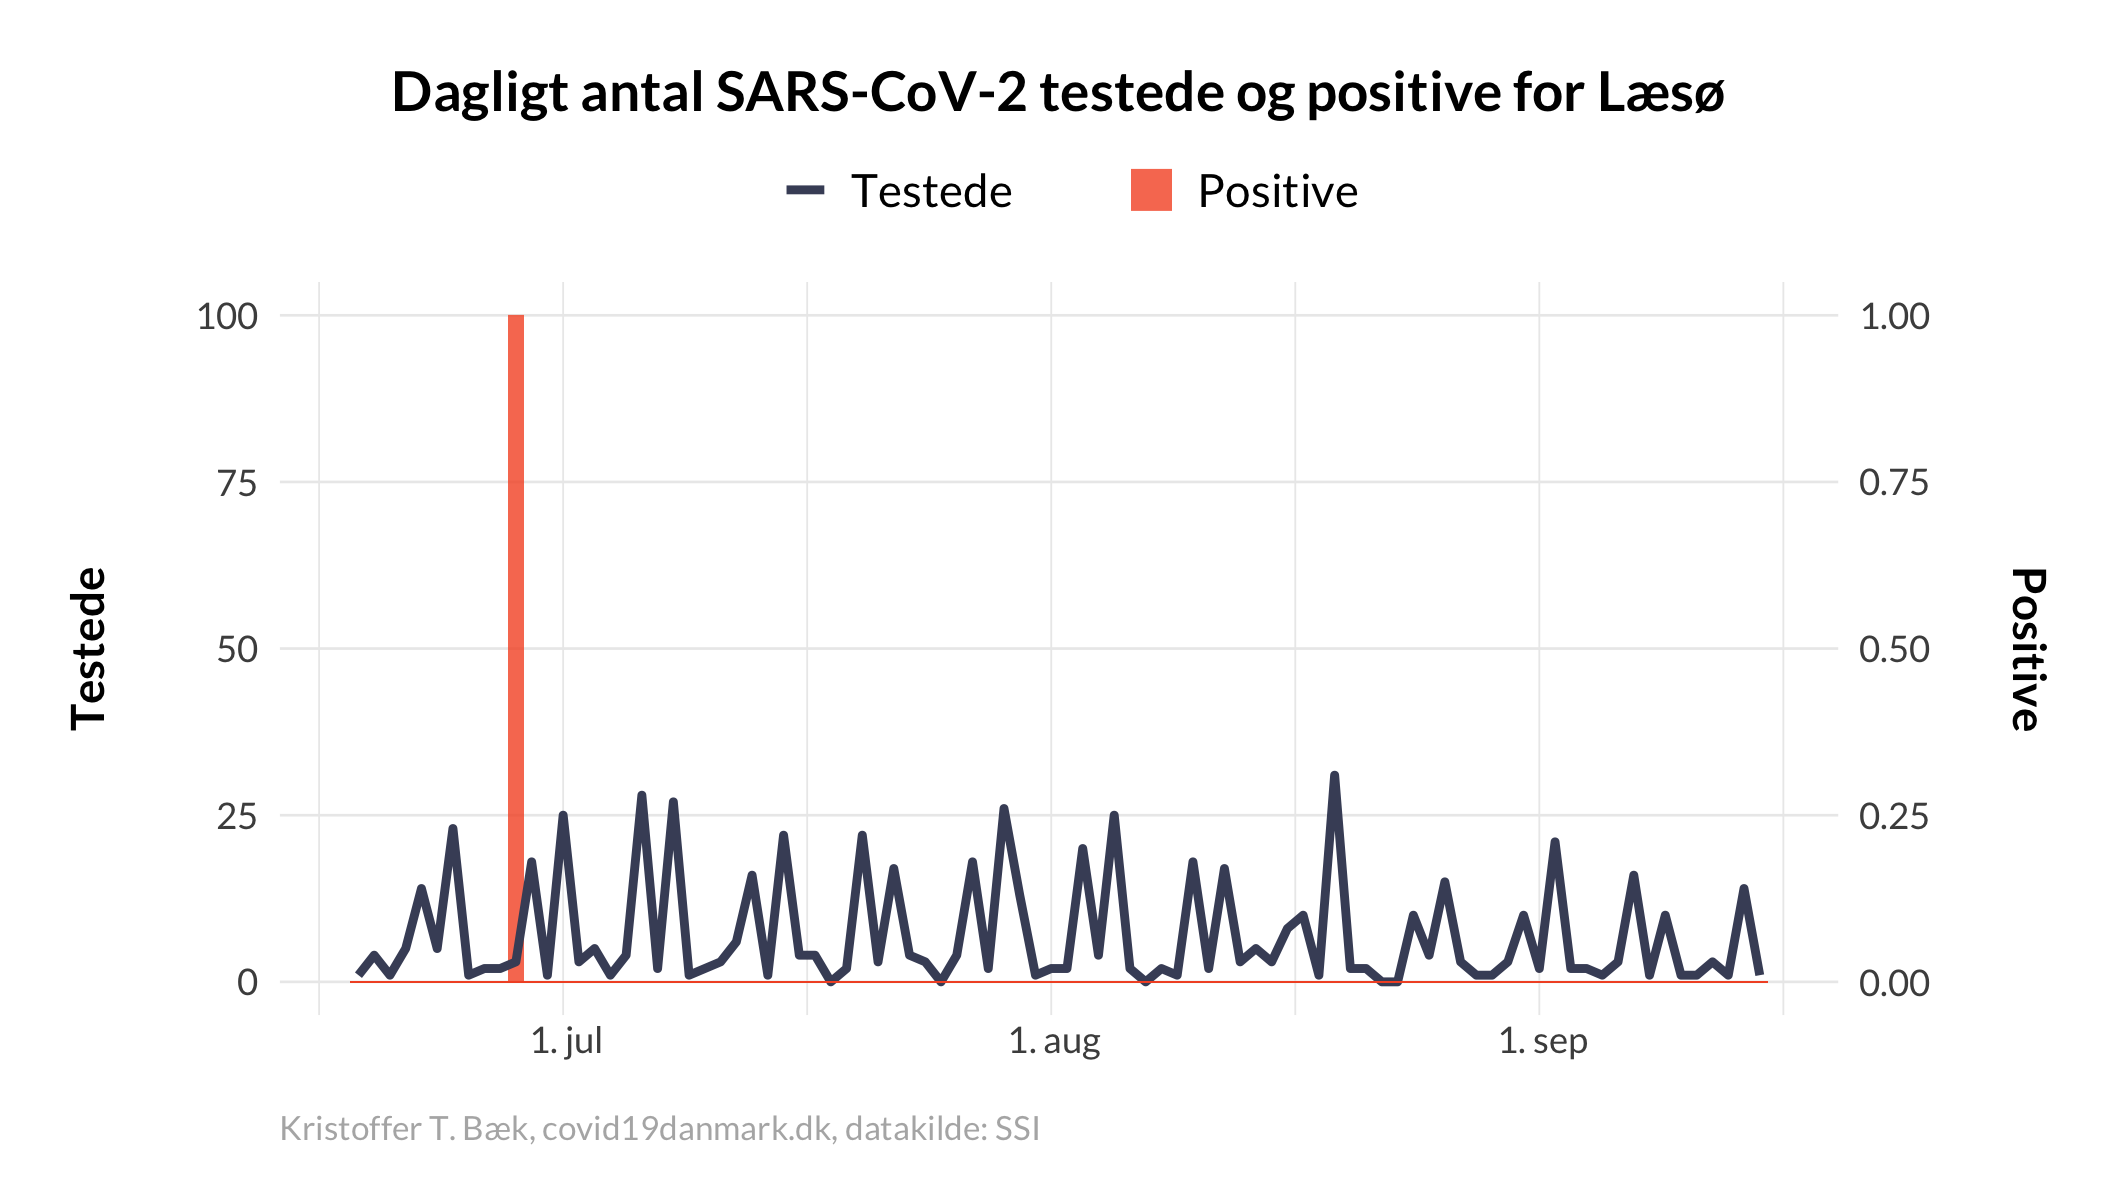 Dagligt antal SARS-CoV-2 testede og positive for Læsø
Testede
Positive
100
75
50
25
0
1.00
0.75
0.50
0.25
0.00
Testede
Positive
1. jul
1. aug
1. sep
Kristoffer T. Bæk, covid19danmark.dk, datakilde: SSI